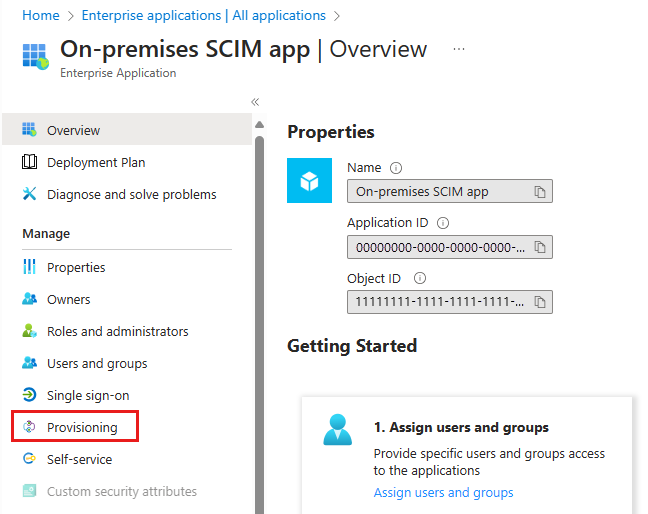 Home > Enterprise applications | All applications >
On-premises SCIM app | Overview ...
Enterprise Application
«
Overview
Deployment Plan
Diagnose and solve problems
Manage
Properties
Owners
Roles and administrators
Users and groups
Single sign-on
Provisioning
Self-service
Custom security attributes
Properties
Name
On-premises SCIM app
Application ID
00000000-0000-0000-0000-...
Object ID
11111111-1111-1111-1111-...
Getting Started
1. Assign users and groups
Provide specific users and groups access
to the applications
Assign users and groups